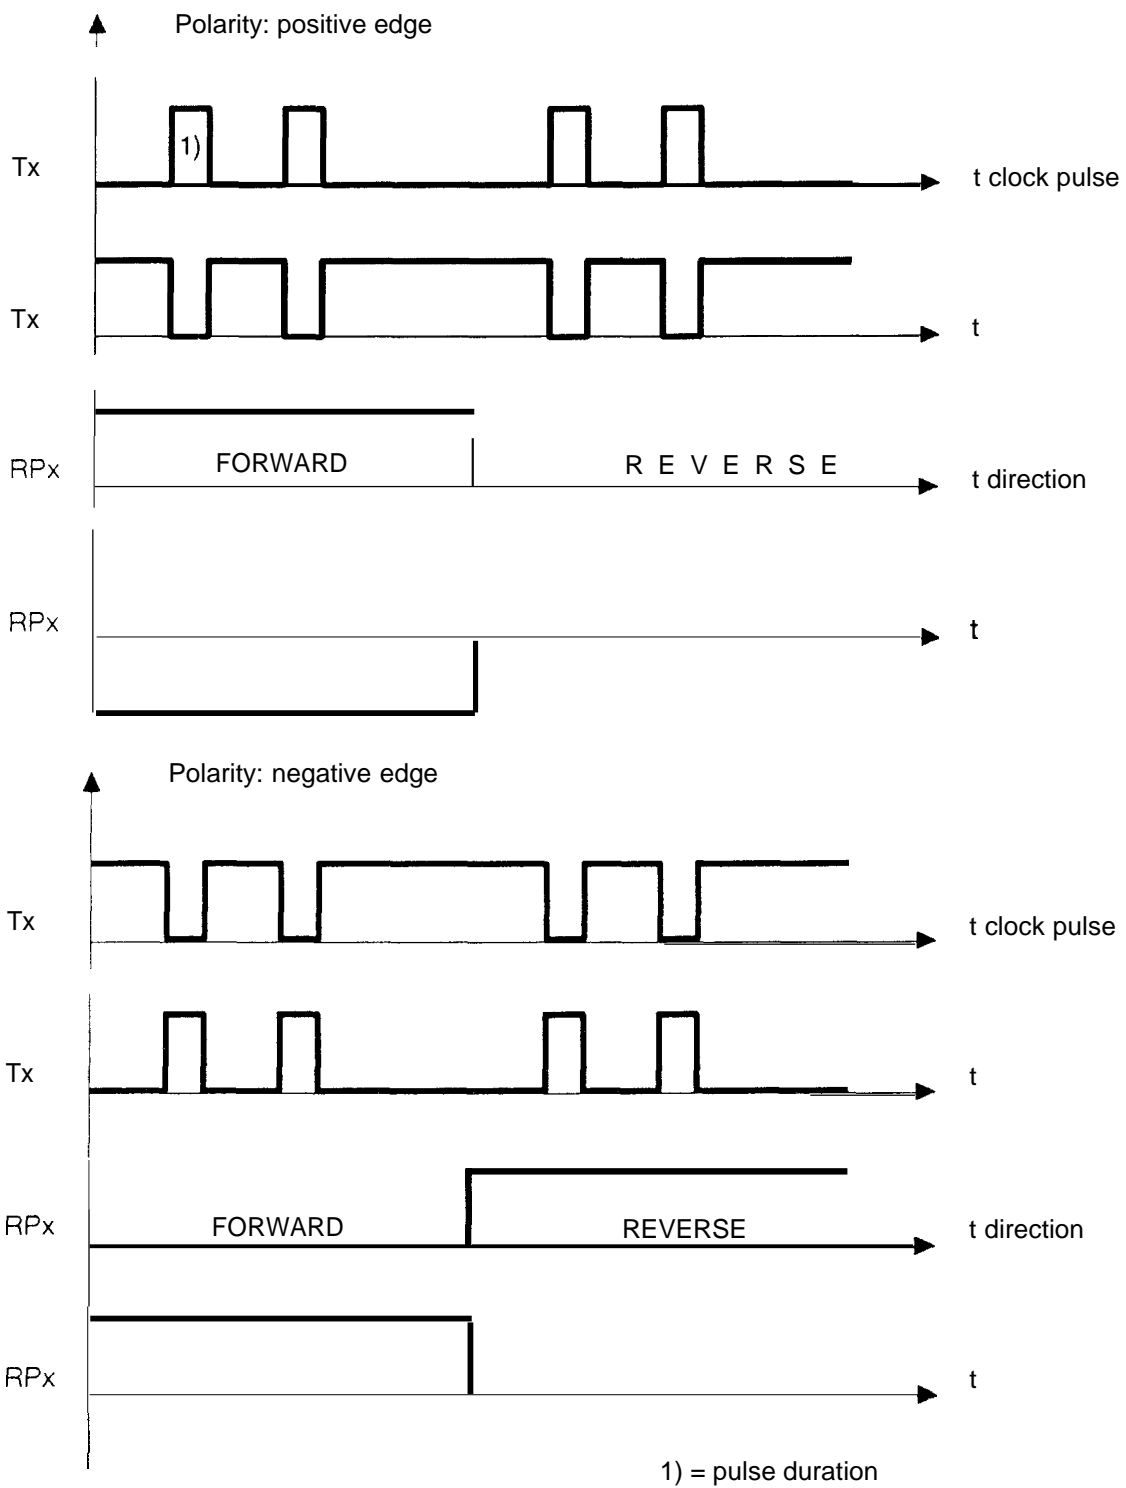 Polarity: positive edge
1)
Tx
t clock pulse
Tx
t
FORWARD
R E V E R S E
RPx
t direction
RPx
t
Polarity: negative edge
Tx
t clock pulse
Tx
t
RPx
FORWARD
REVERSE
t direction
RPx
t
1) = pulse duration